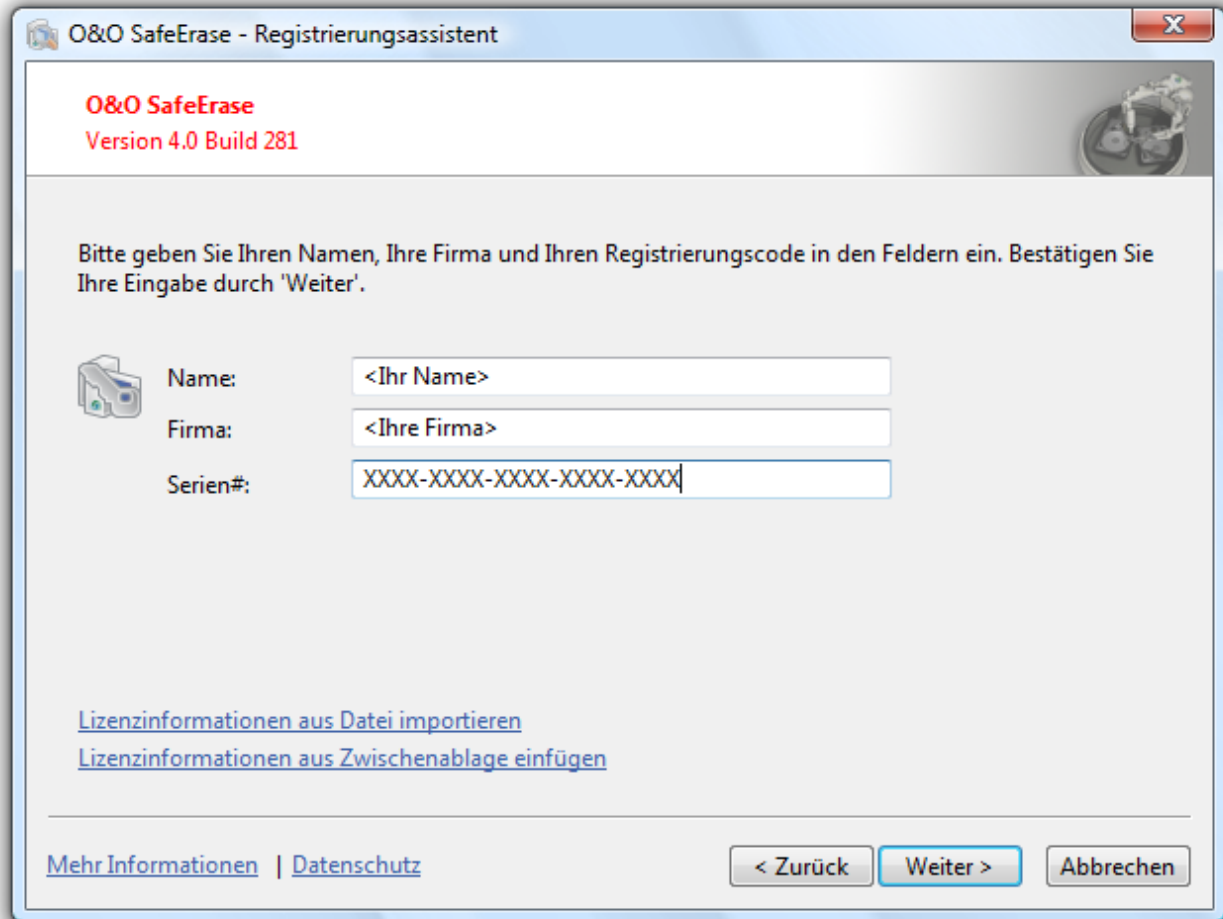 O&O SafeErase - Registrierungsassistent
X
O&O SafeErase
Version 4.0 Build 281
Bitte geben Sie Ihren Namen, Ihre Firma und Ihren Registrierungscode in den Feldern ein. Bestätigen Sie
Ihre Eingabe durch 'Weiter'.
Name: <Ihr Name>
Firma: <Ihre Firma>
Serien#: XXXX-XXXX-XXXX-XXXX-XXXX
Lizenzinformationen aus Datei importieren
Lizenzinformationen aus Zwischenablage einfügen
Mehr Informationen | Datenschutz < Zurück Weiter > Abbrechen